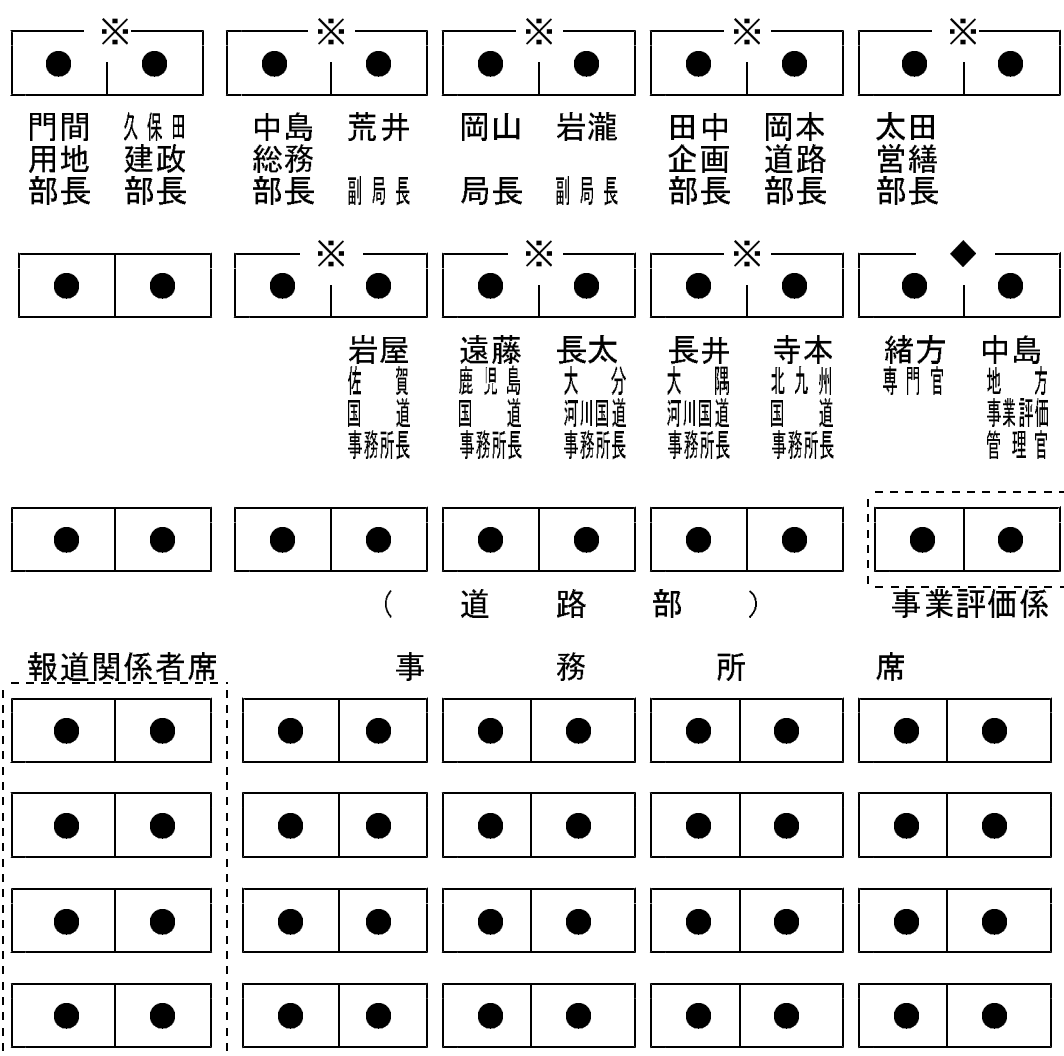 ※ ※ ※ ※ ※
門間 久保田 中島 荒井 岡山 岩瀧 田中 岡本 太田
用地 建政 総務 企画 道路 営繕
部長 部長 部長 副局長 局長 副局長 部長 部長 部長
※ ※ ※ ◆
岩屋 遠藤 長太 長井 寺本 緒方 中島
佐賀 鹿児島 大分 大隅 北九州 専門官 地方
国道 国道 河川国道 河川国道 国道 事業評価
事務所長 事務所長 事務所長 事務所長 事務所長 管理官
（道路部） 事業評価係
報道関係者席 事務所席